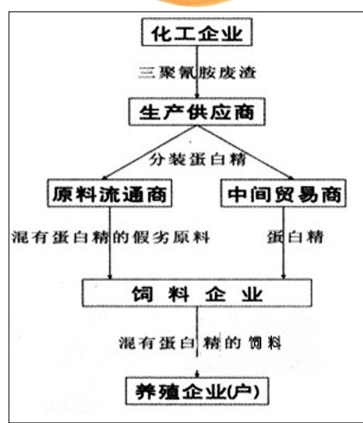 化工企业
三聚氰胺废渣
生产供应商
分装蛋白精
原料流通商 中间贸易商
混有蛋白精的假劣原料 蛋白精
饲料企业
混有蛋白精的饲料
养殖企业(户)